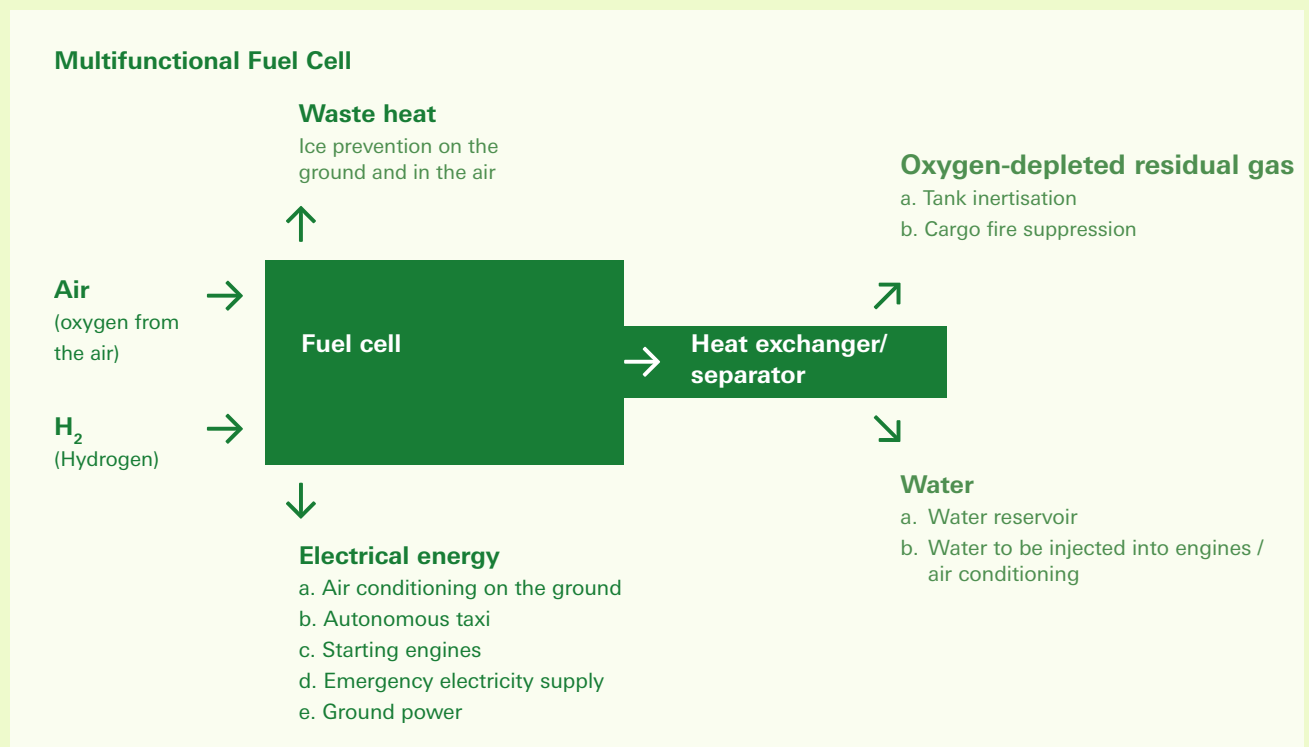 Multifunctional Fuel Cell
Waste heat
Ice prevention on the
ground and in the air
Oxygen-depleted residual gas
a. Tank inertisation
b. Cargo fire suppression
Air
(oxygen from
the air)
Fuel cell
Heat exchanger/
separator
H₂
(Hydrogen)
Water
a. Water reservoir
b. Water to be injected into engines /
air conditioning
Electrical energy
a. Air conditioning on the ground
b. Autonomous taxi
c. Starting engines
d. Emergency electricity supply
e. Ground power